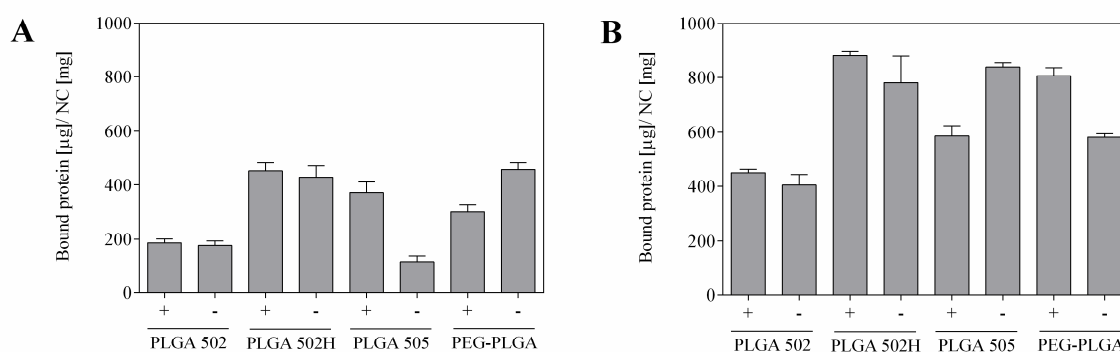 A
Bound protein [µg]/ NC [mg]
1000
800
600
400
200
0
+ - + - + - + -
PLGA 502 PLGA 502H PLGA 505 PEG-PLGA
B
Bound protein [µg]/ NC [mg]
1000
800
600
400
200
0
+ - + - + - + -
PLGA 502 PLGA 502H PLGA 505 PEG-PLGA